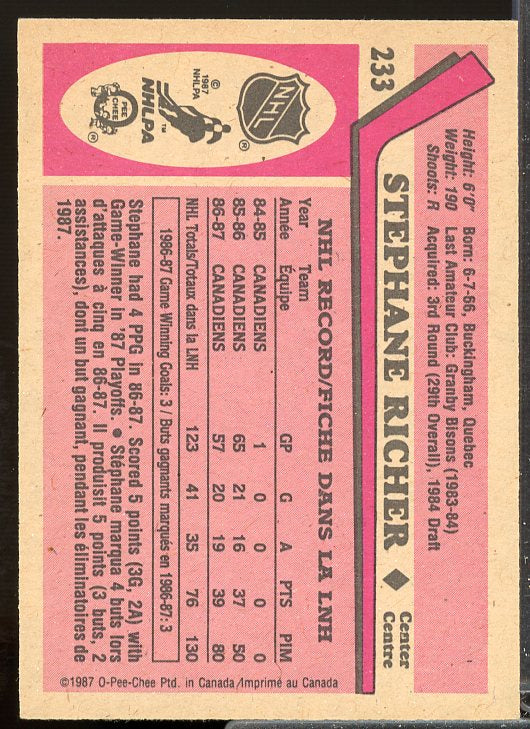 233
STEPHANE RICHER ◆ Center
Centre
Height: 6'0" Born: 6-7-66, Buckingham, Quebec
Weight: 190 Last Amateur Club: Granby Bisons (1983-84)
Shoots: R Acquired: 3rd Round (29th Overall), 1984 Draft
NHL
®
© 1987 NHLPA
NHLPA
™
O PEE CHEE
®
NHL RECORD/FICHE DANS LA LNH
Year Team GP G A PTS PIM
Année Équipe
84-85 CANADIENS 1 0 0 0 0
85-86 CANADIENS 65 21 16 37 50
86-87 CANADIENS 57 20 19 39 80
NHL Totals/Totaux dans la LNH 123 41 35 76 130
1986-87 Game Winning Goals: 3 / Buts gagnants marqués en 1986-87: 3
Stephane had 4 PPG in 86-87. Scored 5 points (3G, 2A) with
Game-Winner in '87 Playoffs. ● Stéphane marqua 4 buts lors
d'attaques à cinq en 86-87. Il produisit 5 points (3 buts, 2
assistances), dont un but gagnant, pendant les éliminatoires de
1987.
©1987 O-Pee-Chee Ptd. in Canada/Imprimé au Canada